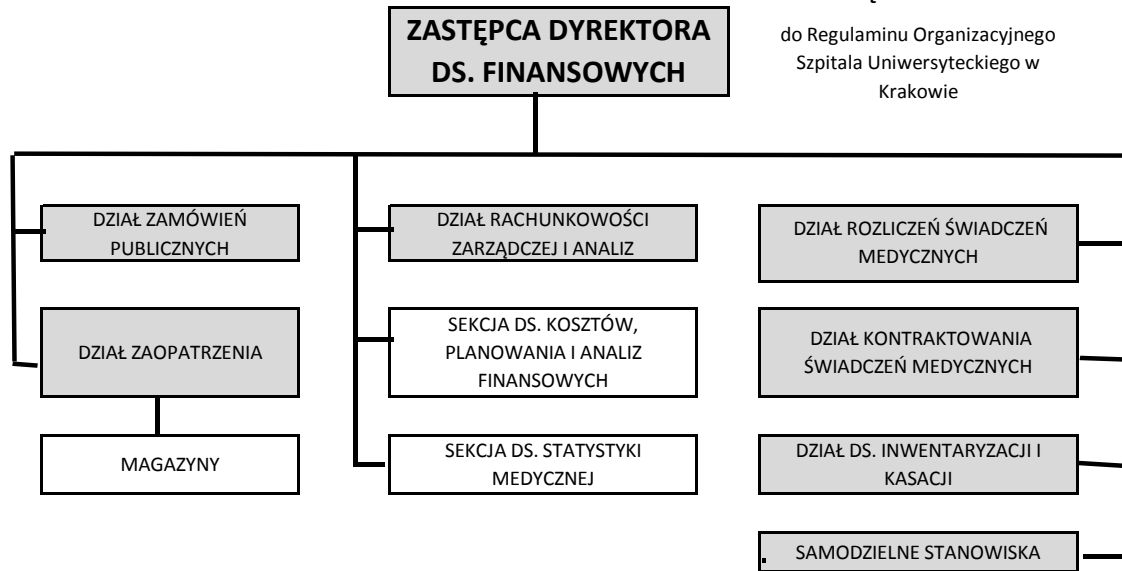 ZASTĘPCA DYREKTORA
DS. FINANSOWYCH
do Regulaminu Organizacyjnego
Szpitala Uniwersyteckiego w
Krakowie
DZIAŁ ZAMÓWIEŃ
PUBLICZNYCH
DZIAŁ RACHUNKOWOŚCI
ZARZĄDCZEJ I ANALIZ
DZIAŁ ROZLICZEŃ ŚWIADCZEŃ
MEDYCZNYCH
DZIAŁ ZAOPATRZENIA
SEKCJA DS. KOSZTÓW,
PLANOWANIA I ANALIZ
FINANSOWYCH
DZIAŁ KONTRAKTOWANIA
ŚWIADCZEŃ MEDYCZNYCH
MAGAZYNY
SEKCJA DS. STATYSTYKI
MEDYCZNEJ
DZIAŁ DS. INWENTARYZACJI I
KASACJI
SAMODZIELNE STANOWISKA